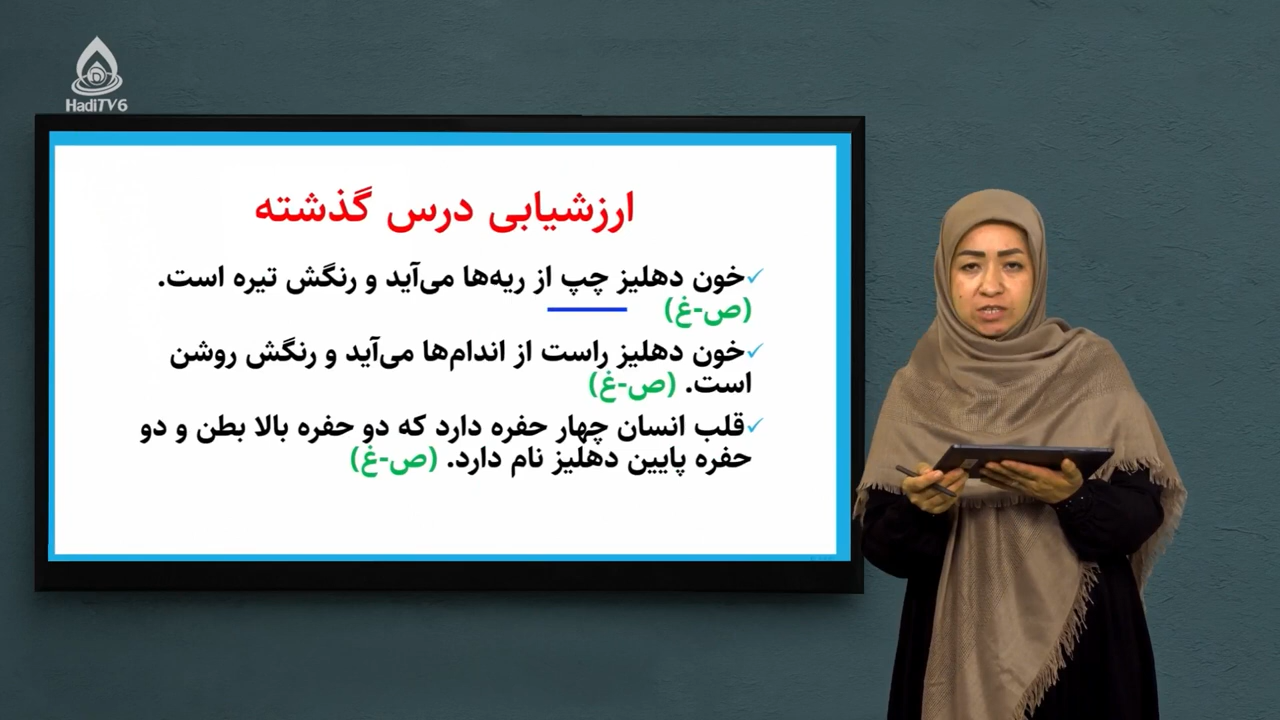 HadiTV6
ارزشیابی درس گذشته
✓خون دهلیز چپ از ریه‌ها می‌آید و رنگش تیره است.
(ص-غ)
✓خون دهلیز راست از اندام‌ها می‌آید و رنگش روشن
است. (ص-غ)
✓قلب انسان چهار حفره دارد که دو حفره بالا بطن و دو
حفره پایین دهلیز نام دارد. (ص-غ)